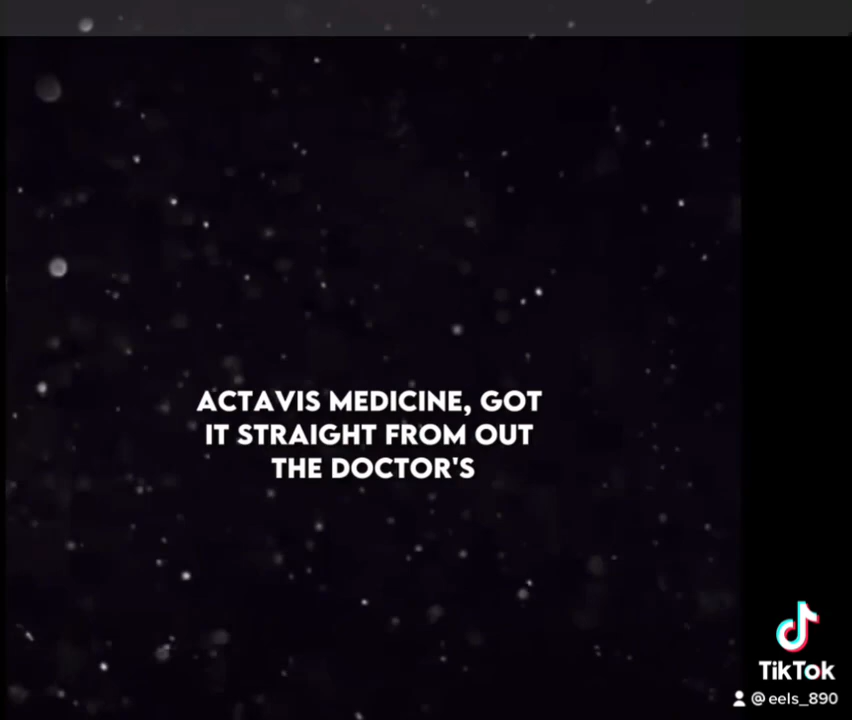 ACTAVIS MEDICINE, GOT
IT STRAIGHT FROM OUT
THE DOCTOR'S
TikTok
@eels_890